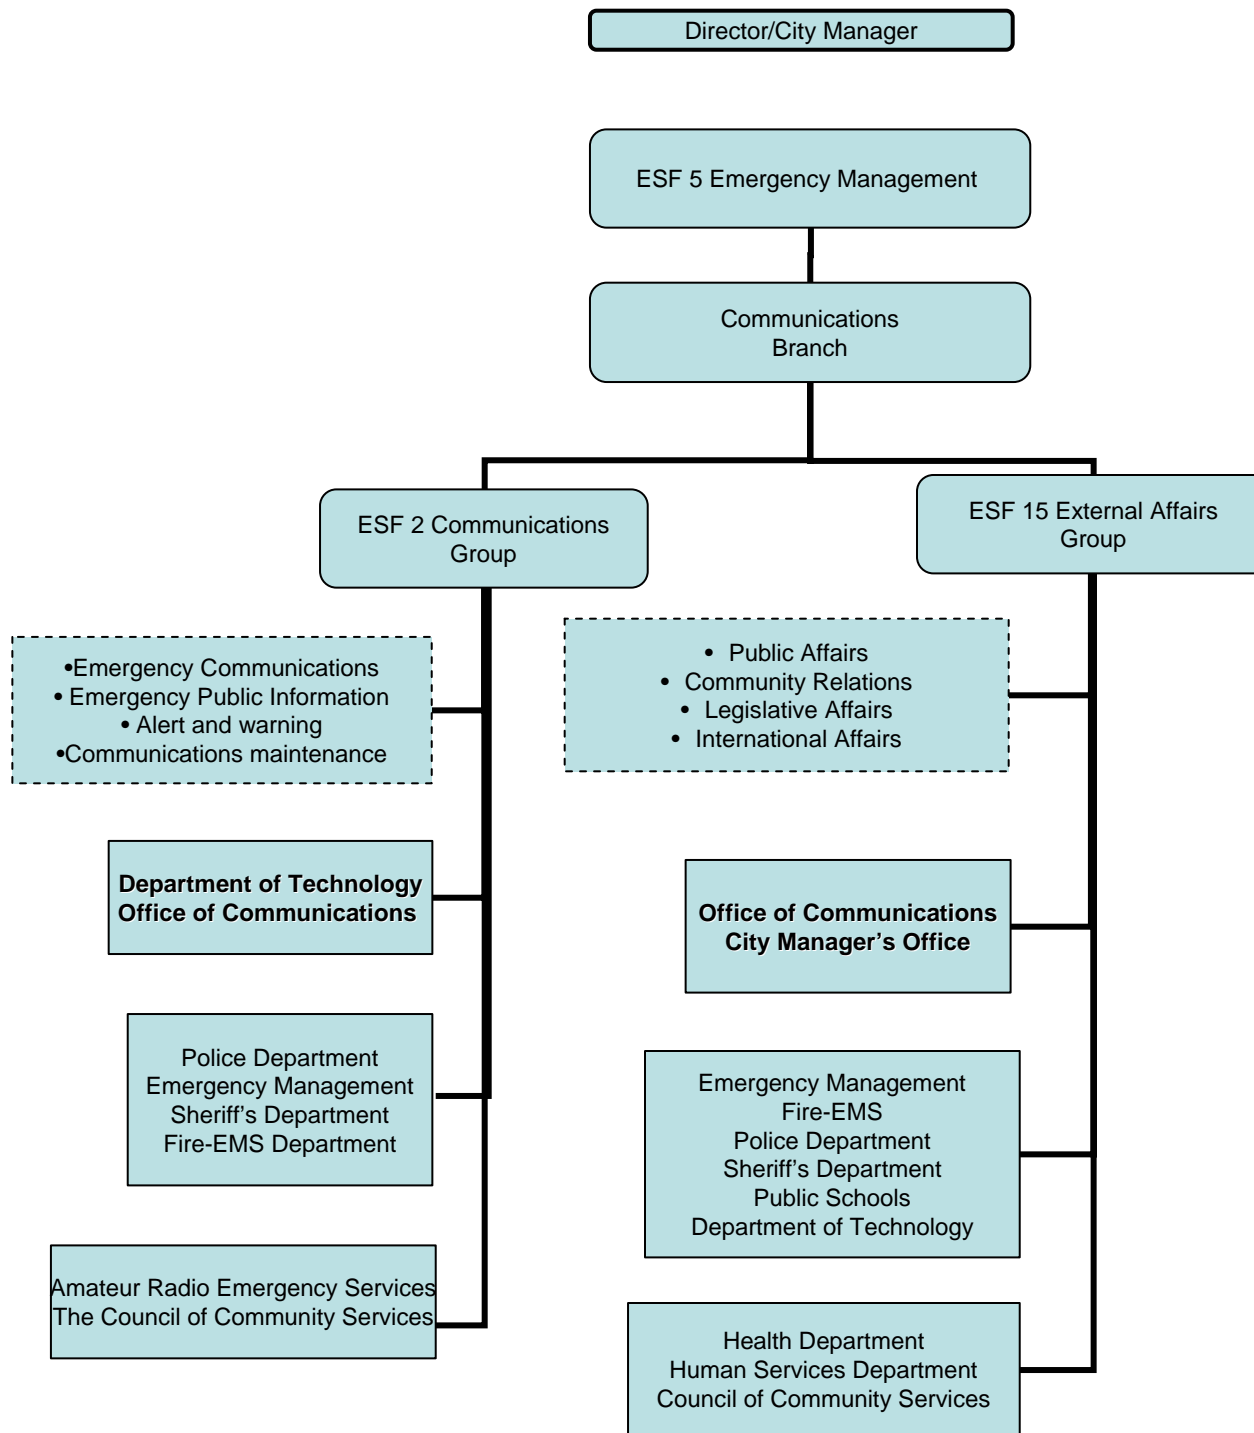 Director/City Manager
ESF 5 Emergency Management
Communications
Branch
ESF 2 Communications
Group
ESF 15 External Affairs
Group
•Emergency Communications
• Emergency Public Information
• Alert and warning
•Communications maintenance
• Public Affairs
• Community Relations
• Legislative Affairs
• International Affairs
Department of Technology
Office of Communications
Office of Communications
City Manager's Office
Police Department
Emergency Management
Sheriff's Department
Fire-EMS Department
Emergency Management
Fire-EMS
Police Department
Sheriff's Department
Public Schools
Department of Technology
Amateur Radio Emergency Services
The Council of Community Services
Health Department
Human Services Department
Council of Community Services